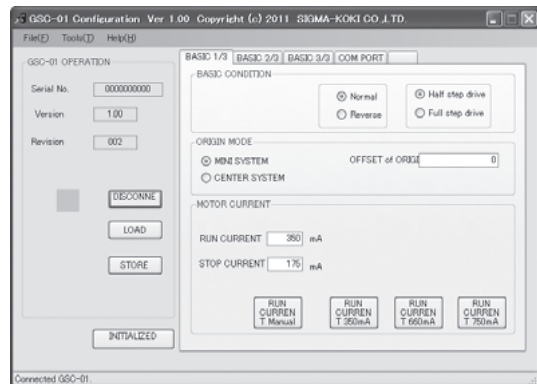 GSC-01 Configuration Ver 1.00 Copyright (c) 2011 SIGMA-KOKI CO.,LTD.
File(F) Tools(T) Help(H)
GSC-01 OPERATION
Serial No. 0000000000
Version 1.00
Revision 002
DISCONNE
LOAD
STORE
INITIALIZED
BASIC 1/3 BASIC 2/3 BASIC 3/3 COM PORT
BASIC CONDITION
Normal
Reverse
Half step drive
Full step drive
ORIGIN MODE
MINI SYSTEM
CENTER SYSTEM
OFFSET of ORIGI 0
MOTOR CURRENT
RUN CURRENT 350 mA
STOP CURRENT 175 mA
RUN
CURREN
T Manual
RUN
CURREN
T 350mA
RUN
CURREN
T 660mA
RUN
CURREN
T 750mA
Connected GSC-01.